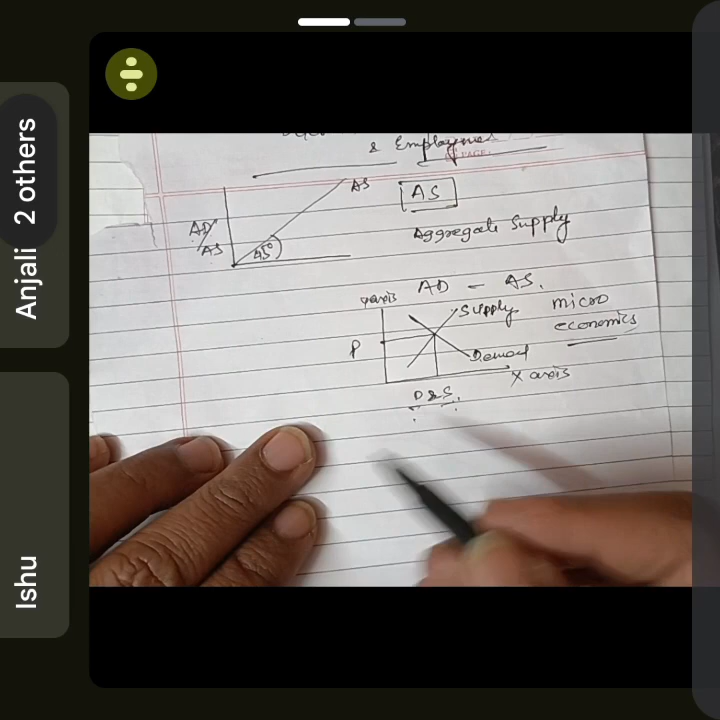 & Employment
AS
AS
AD/AS
45°
Aggregate Supply
AD - AS.
y axis
Supply
micro
economics
P
Demand
X axis
D & S.
Anjali 2 others
Ishu